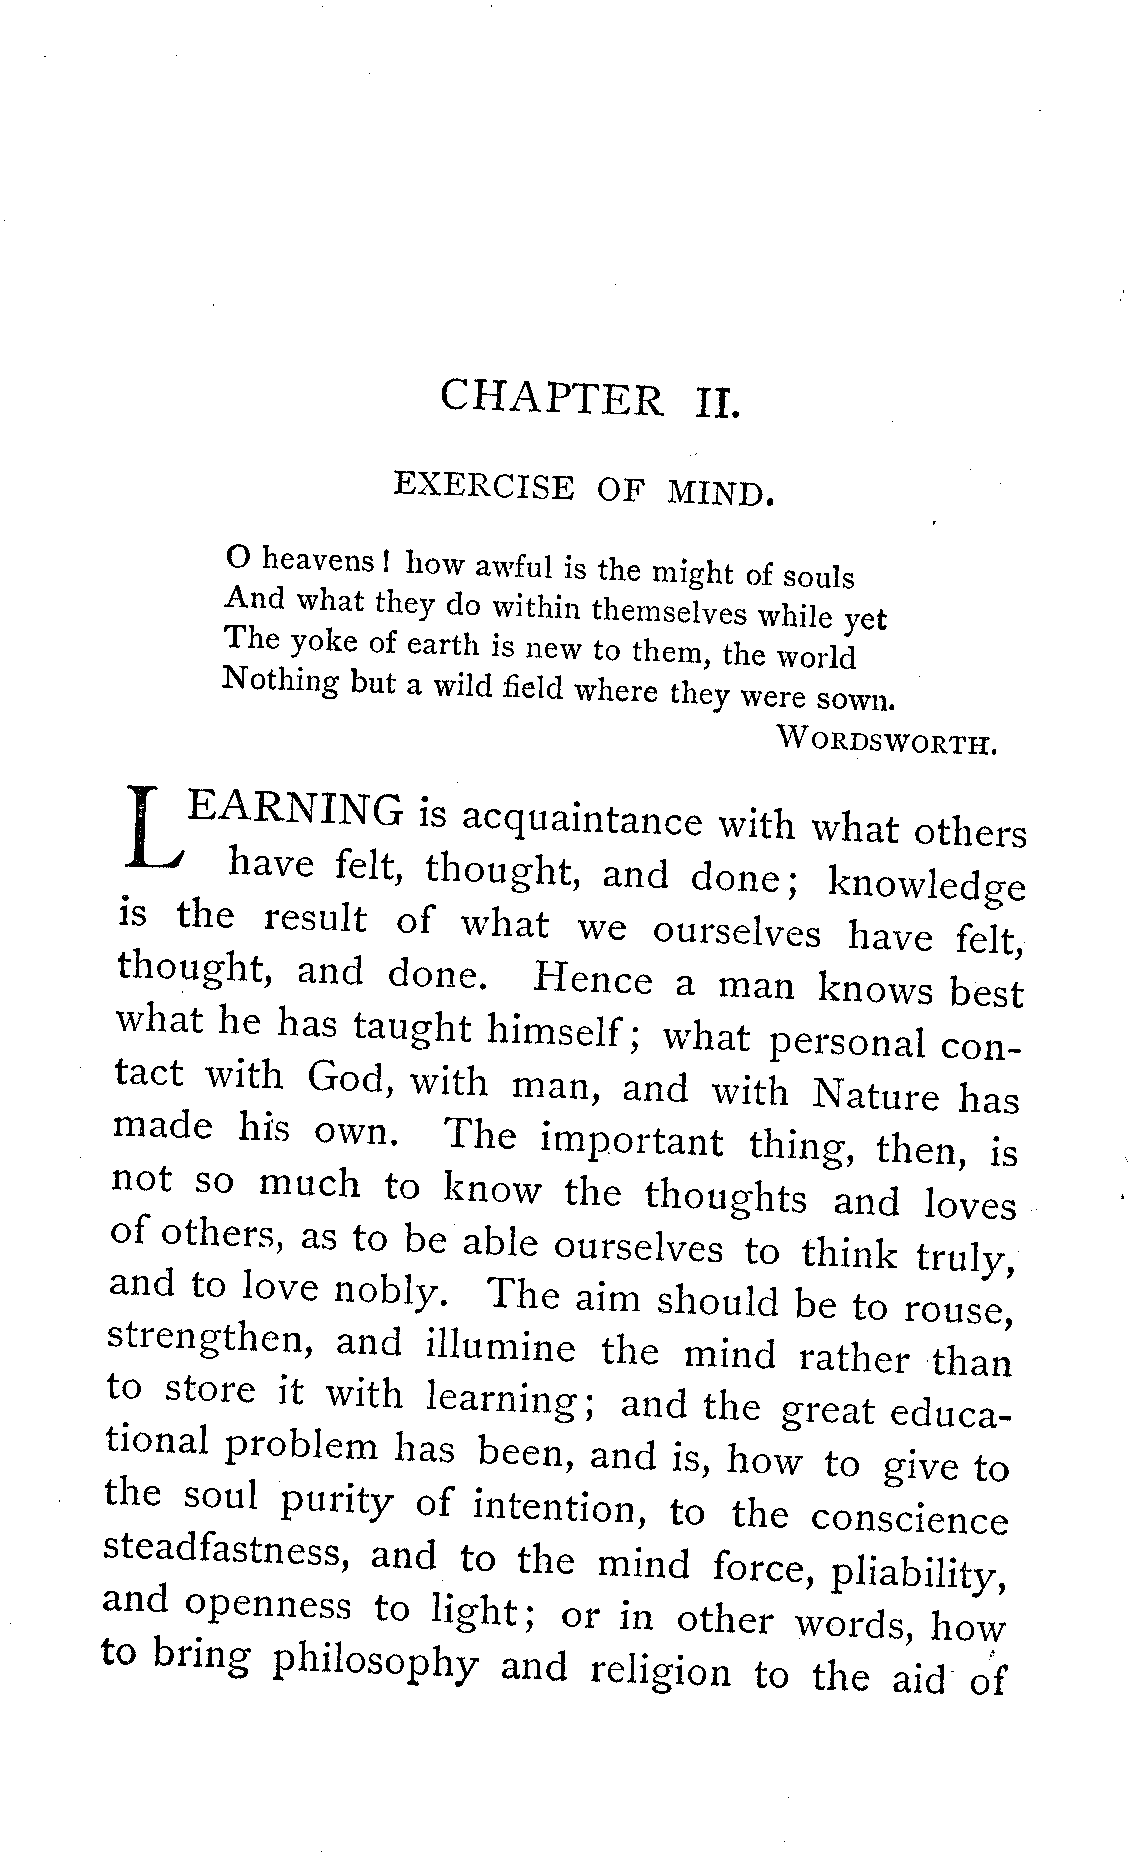 CHAPTER II.
EXERCISE OF MIND.
O heavens! how awful is the might of souls
And what they do within themselves while yet
The yoke of earth is new to them, the world
Nothing but a wild field where they were sown.
WORDSWORTH.
LEARNING is acquaintance with what others
have felt, thought, and done; knowledge
is the result of what we ourselves have felt,
thought, and done. Hence a man knows best
what he has taught himself; what personal con-
tact with God, with man, and with Nature has
made his own. The important thing, then, is
not so much to know the thoughts and loves
of others, as to be able ourselves to think truly,
and to love nobly. The aim should be to rouse,
strengthen, and illumine the mind rather than
to store it with learning; and the great educa-
tional problem has been, and is, how to give to
the soul purity of intention, to the conscience
steadfastness, and to the mind force, pliability,
and openness to light; or in other words, how
to bring philosophy and religion to the aid of